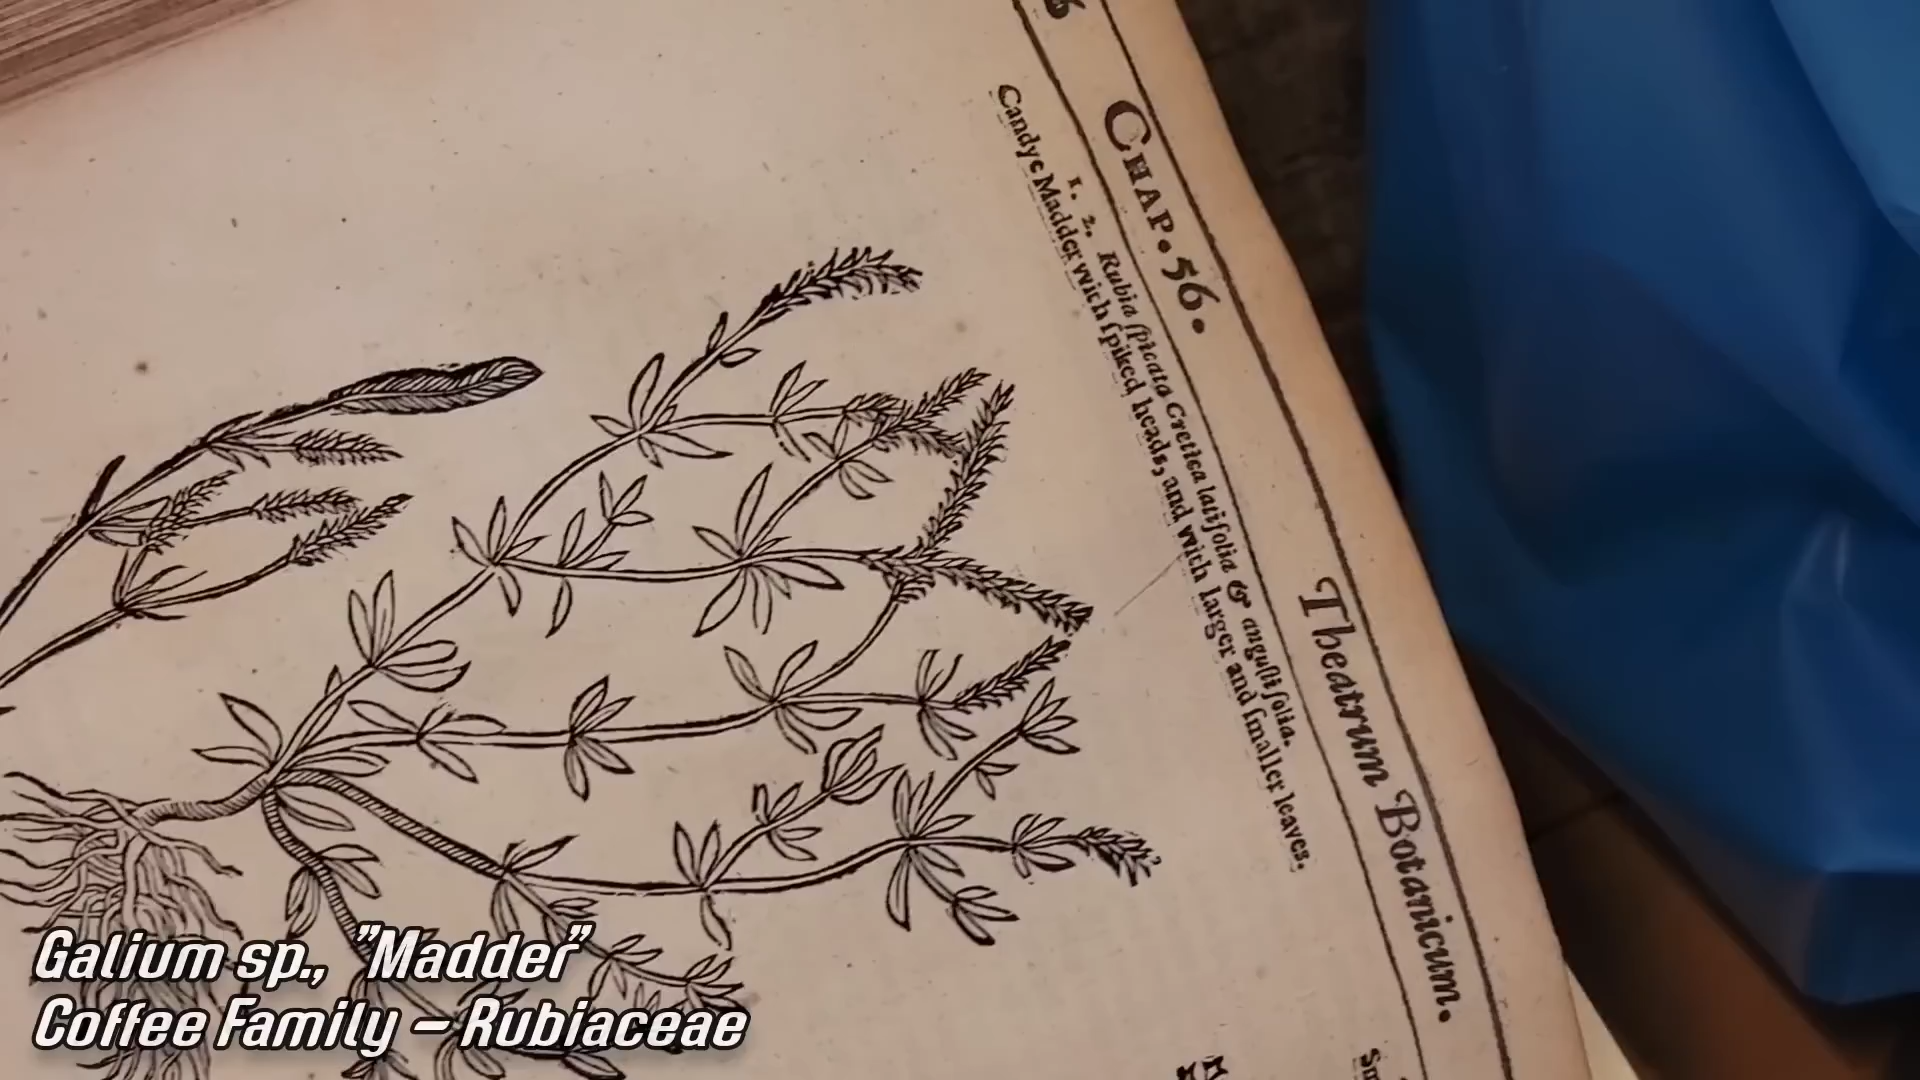 Theatrum Botanicum.
CHAP. 56.
1. 2. Rubia ſpicata Cretica latifolia & anguſtifolia.
Candye Madder with ſpiked heads, and with larger and ſmaller leaves.
Galium sp., "Madder"
Coffee Family – Rubiaceae